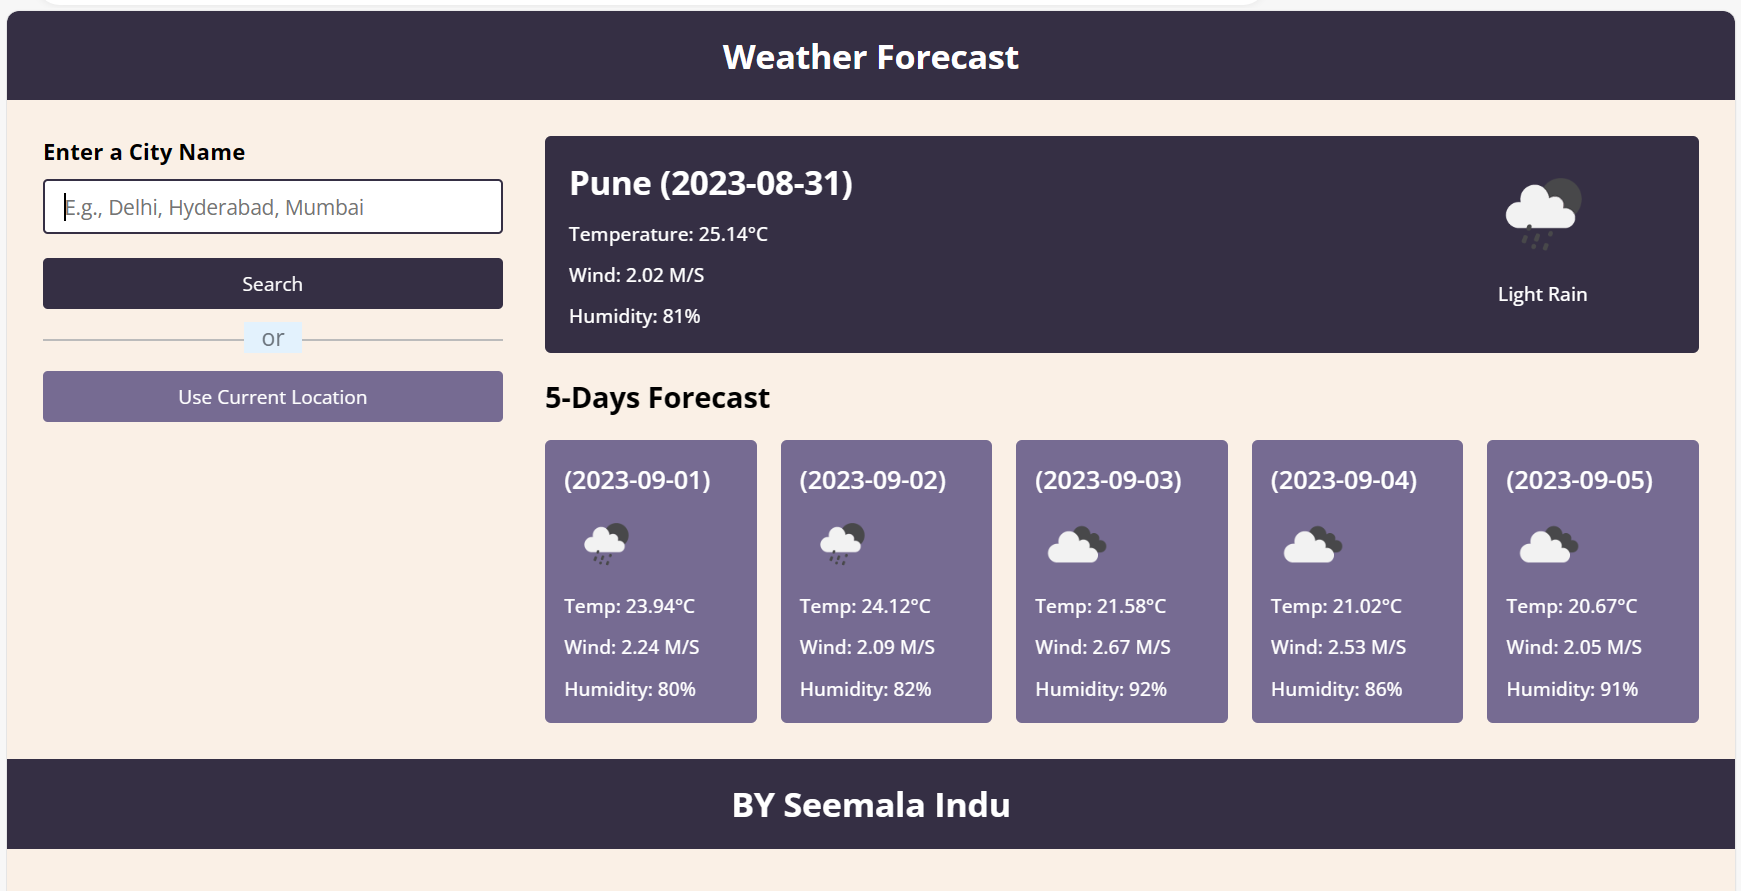 Weather Forecast
Enter a City Name
E.g., Delhi, Hyderabad, Mumbai
Search
or
Use Current Location
Pune (2023-08-31)
Temperature: 25.14°C
Wind: 2.02 M/S
Humidity: 81%
Light Rain
5-Days Forecast
(2023-09-01)
Temp: 23.94°C
Wind: 2.24 M/S
Humidity: 80%
(2023-09-02)
Temp: 24.12°C
Wind: 2.09 M/S
Humidity: 82%
(2023-09-03)
Temp: 21.58°C
Wind: 2.67 M/S
Humidity: 92%
(2023-09-04)
Temp: 21.02°C
Wind: 2.53 M/S
Humidity: 86%
(2023-09-05)
Temp: 20.67°C
Wind: 2.05 M/S
Humidity: 91%
BY Seemala Indu